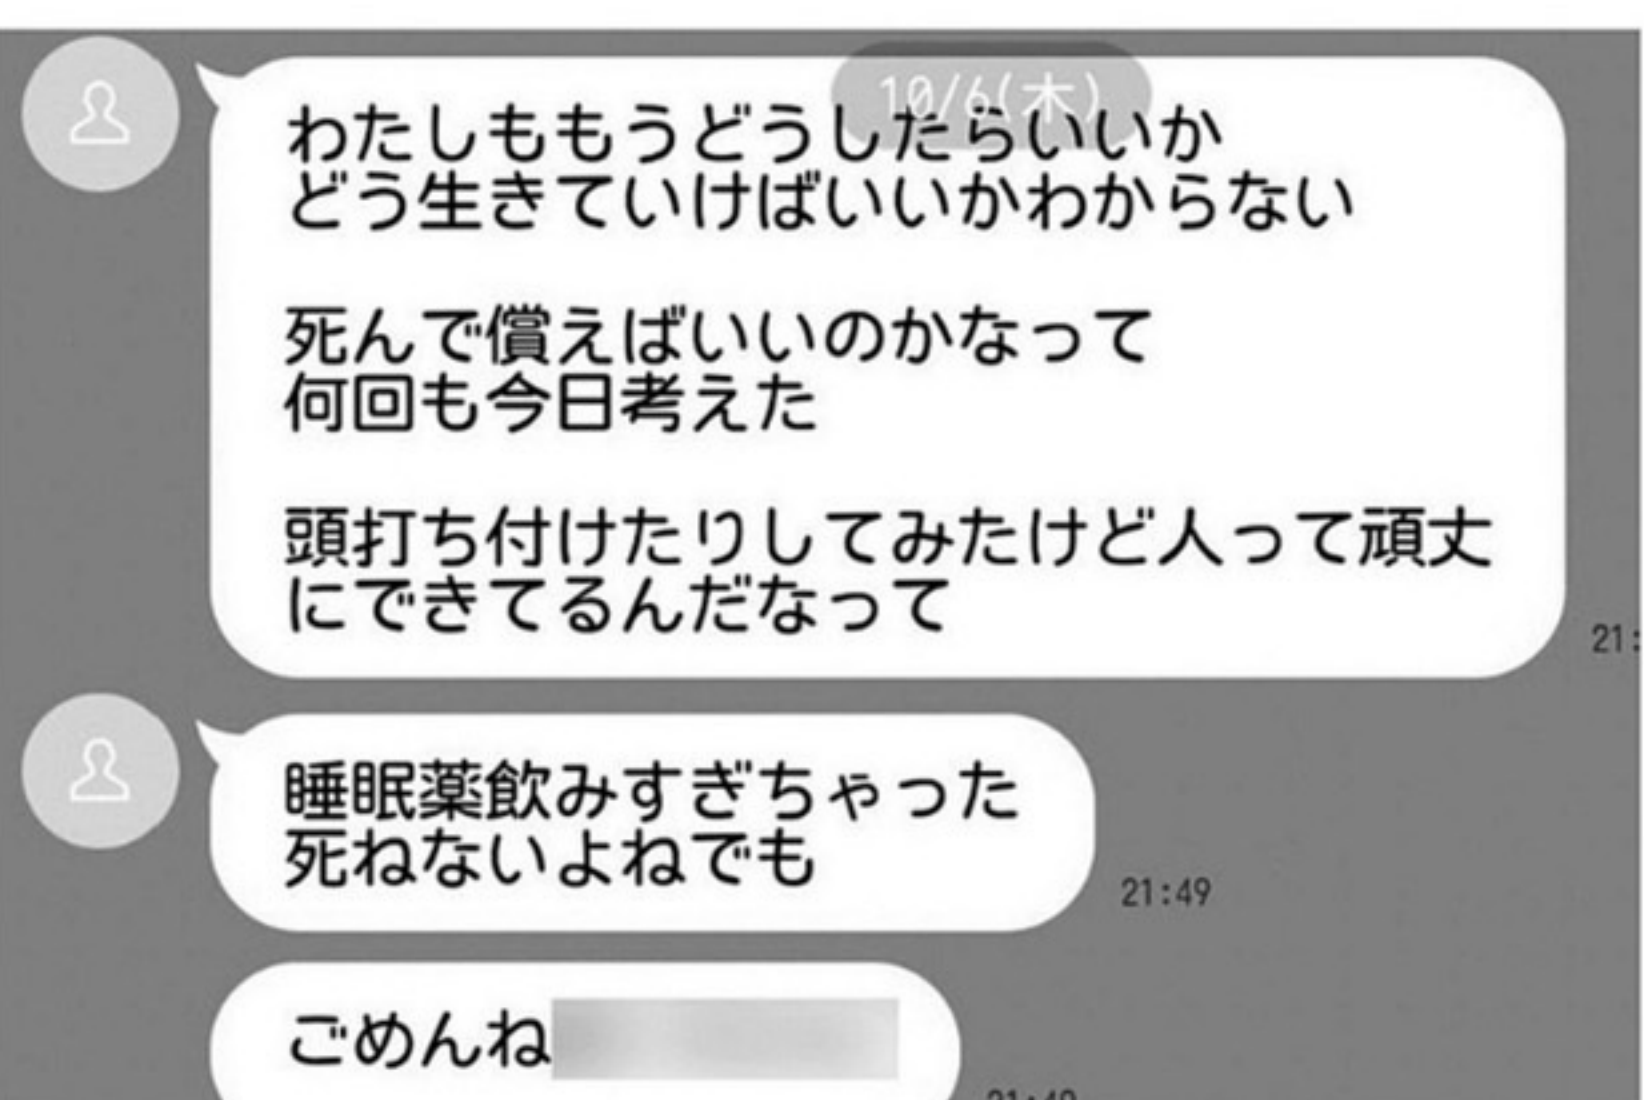 10/6(木)
わたしももうどうしたらいいか
どう生きていけばいいかわからない
死んで償えばいいのかなって
何回も今日考えた
頭打ち付けたりしてみたけど人って頑丈
にできてるんだなって
21:
睡眠薬飲みすぎちゃった
死ねないよねでも
21:49
ごめんね
21:49